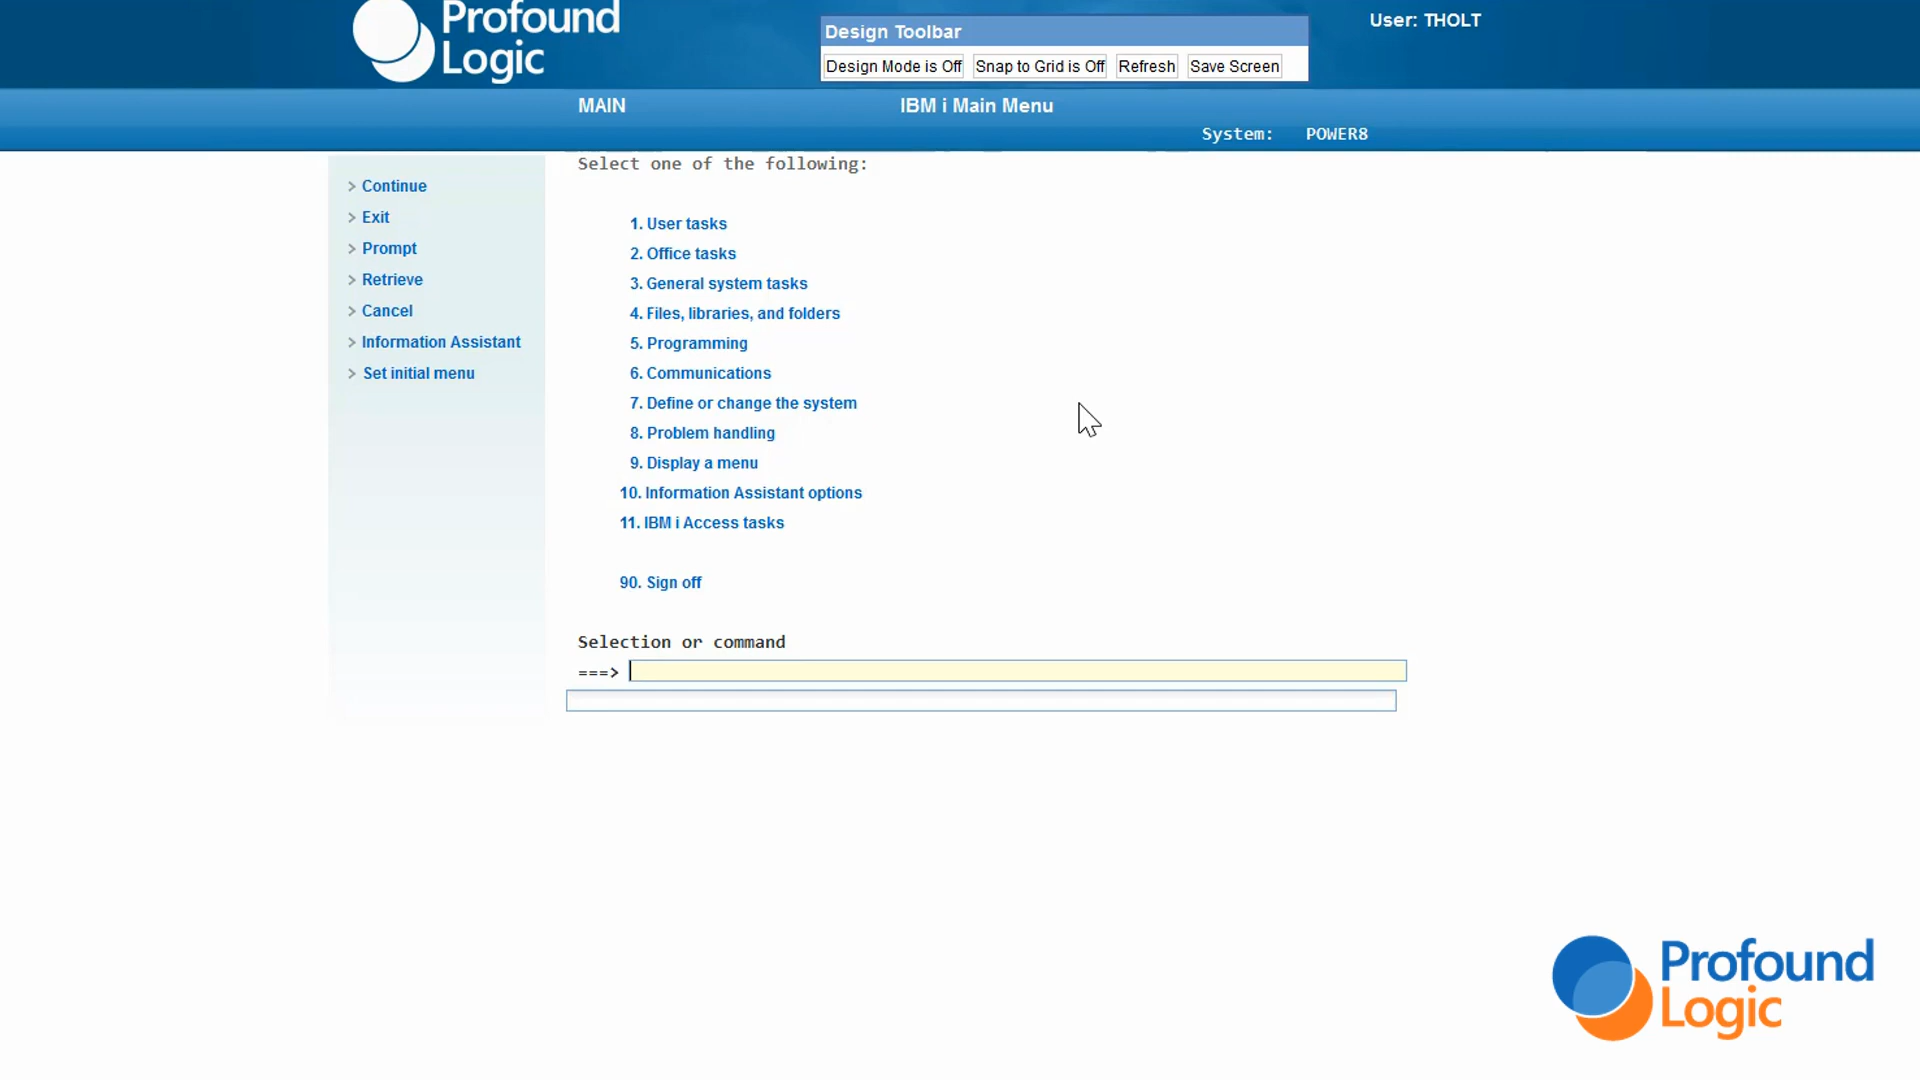 Profound
Logic
Design Toolbar
Design Mode is Off Snap to Grid is Off Refresh Save Screen
User: THOLT
MAIN IBM i Main Menu
System: POWER8
> Continue
> Exit
> Prompt
> Retrieve
> Cancel
> Information Assistant
> Set initial menu
Select one of the following:
1. User tasks
2. Office tasks
3. General system tasks
4. Files, libraries, and folders
5. Programming
6. Communications
7. Define or change the system
8. Problem handling
9. Display a menu
10. Information Assistant options
11. IBM i Access tasks
90. Sign off
Selection or command
===>
Profound
Logic